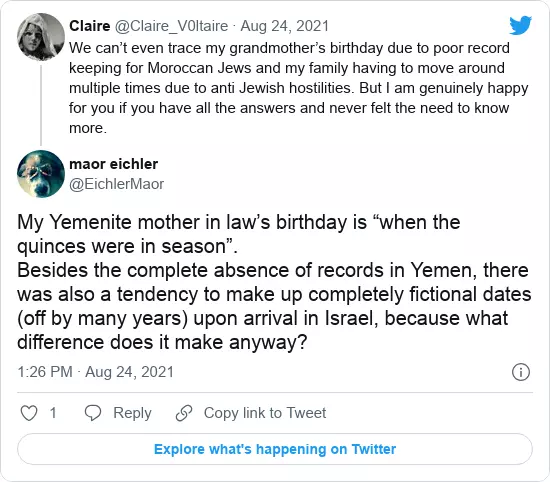 Claire @Claire_V0ltaire · Aug 24, 2021
We can’t even trace my grandmother’s birthday due to poor record
keeping for Moroccan Jews and my family having to move around
multiple times due to anti Jewish hostilities. But I am genuinely happy
for you if you have all the answers and never felt the need to know
more.
maor eichler
@EichlerMaor
My Yemenite mother in law’s birthday is “when the
quinces were in season”.
Besides the complete absence of records in Yemen, there
was also a tendency to make up completely fictional dates
(off by many years) upon arrival in Israel, because what
difference does it make anyway?
1:26 PM · Aug 24, 2021
1 Reply Copy link to Tweet
Explore what's happening on Twitter